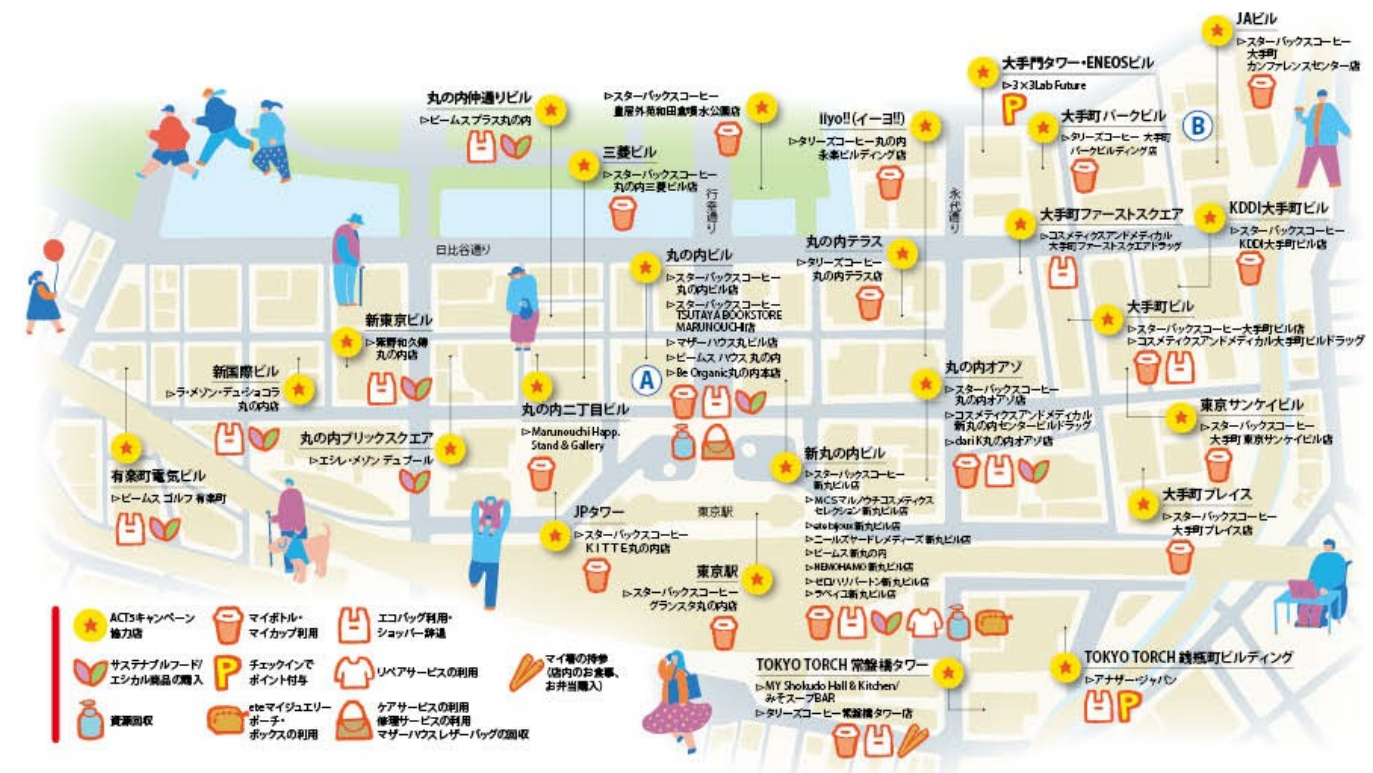 JAビル
▷スターバックスコーヒー
大手町
カンファレンスセンター店
大手門タワー・ENEOSビル
▷3×3Lab Future
丸の内仲通りビル
▷ビームスプラス丸の内
▷スターバックスコーヒー
皇居外苑和田倉噴水公園店
iiyo!!(イーヨ!!)
▷タリーズコーヒー丸の内
永楽ビルディング店
大手町パークビル
▷タリーズコーヒー 大手町
パークビルディング店
B
三菱ビル
▷スターバックスコーヒー
丸の内三菱ビル店
行幸通り
永代通り
大手町ファーストスクエア
▷コスメティクスアンドメディカル
大手町ファーストスクエアドラッグ
KDDI大手町ビル
▷スターバックスコーヒー
KDDI大手町ビル店
日比谷通り
丸の内ビル
▷スターバックスコーヒー
丸の内ビル店
▷スターバックスコーヒー
TSUTAYA BOOKSTORE
MARUNOUCHI店
▷マザーハウス丸ビル店
▷ビームス ハウス 丸の内
▷Be Organic丸の内本店
A
丸の内テラス
▷タリーズコーヒー
丸の内テラス店
大手町ビル
▷スターバックスコーヒー大手町ビル店
▷コスメティクスアンドメディカル大手町ビルドラッグ
新東京ビル
丸の内店
新国際ビル
▷ラ・メゾン・デュ・ショコラ
丸の内店
丸の内オアゾ
▷スターバックスコーヒー
丸の内オアゾ店
▷コスメティクスアンドメディカル
新丸の内センタービルドラッグ
▷dari K丸の内オアゾ店
丸の内二丁目ビル
▷Marunouchi Happ.
Stand & Gallery
東京サンケイビル
▷スターバックスコーヒー
大手町 東京サンケイビル店
丸の内ブリックスクエア
▷エシレ・メゾン デュ ブール
有楽町電気ビル
▷ビームス ゴルフ 有楽町
新丸の内ビル
▷スターバックスコーヒー
新丸ビル店
▷MCSマルノウチコスメティクス
セレクション新丸ビル店
▷ete bijoux新丸ビル店
▷ニールズヤードレメディーズ 新丸ビル店
▷ビームス 新丸の内
▷NEMOHAMO 新丸ビル店
▷ゼロハリバートン新丸ビル店
▷ラベイユ新丸ビル店
大手町プレイス
▷スターバックスコーヒー
大手町プレイス店
JPタワー
▷スターバックスコーヒー
KITTE丸の内店
東京駅
東京駅
▷スターバックスコーヒー
グランスタ丸の内店
TOKYO TORCH 常盤橋タワー
▷MY Shokudo Hall & Kitchen/
みそスープBAR
▷タリーズコーヒー常盤橋タワー店
TOKYO TORCH 銭瓶町ビルディング
▷アナザー・ジャパン
ACT5キャンペーン
協力店
マイボトル・
マイカップ利用
エコバッグ利用・
ショッパー辞退
サステナブルフード/
エシカル商品の購入
チェックインで
ポイント付与
リペアサービスの利用
マイ箸の持参
(店内のお食事、
お弁当購入)
資源回収
eteマイジュエリー
ポーチ・
ボックスの利用
ケアサービスの利用
修理サービスの利用
マザーハウスレザーバッグの回収